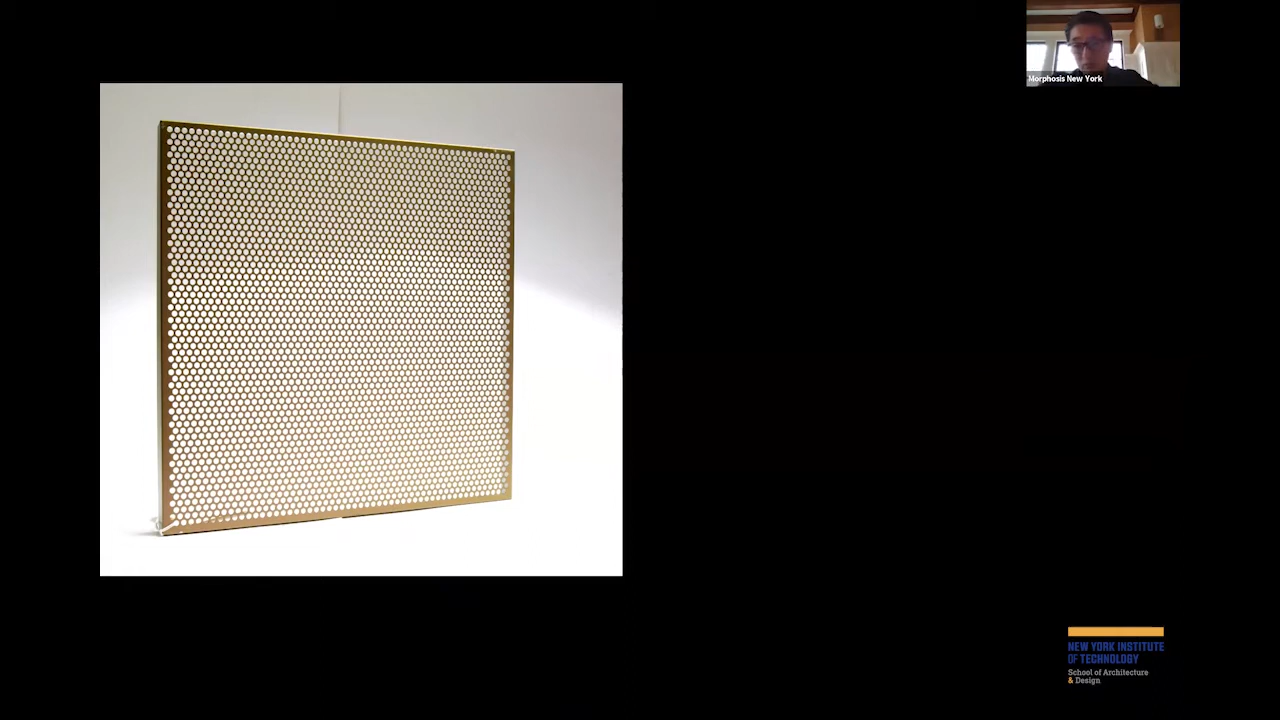 Morphosis New York
NEW YORK INSTITUTE
OF TECHNOLOGY
School of Architecture
& Design